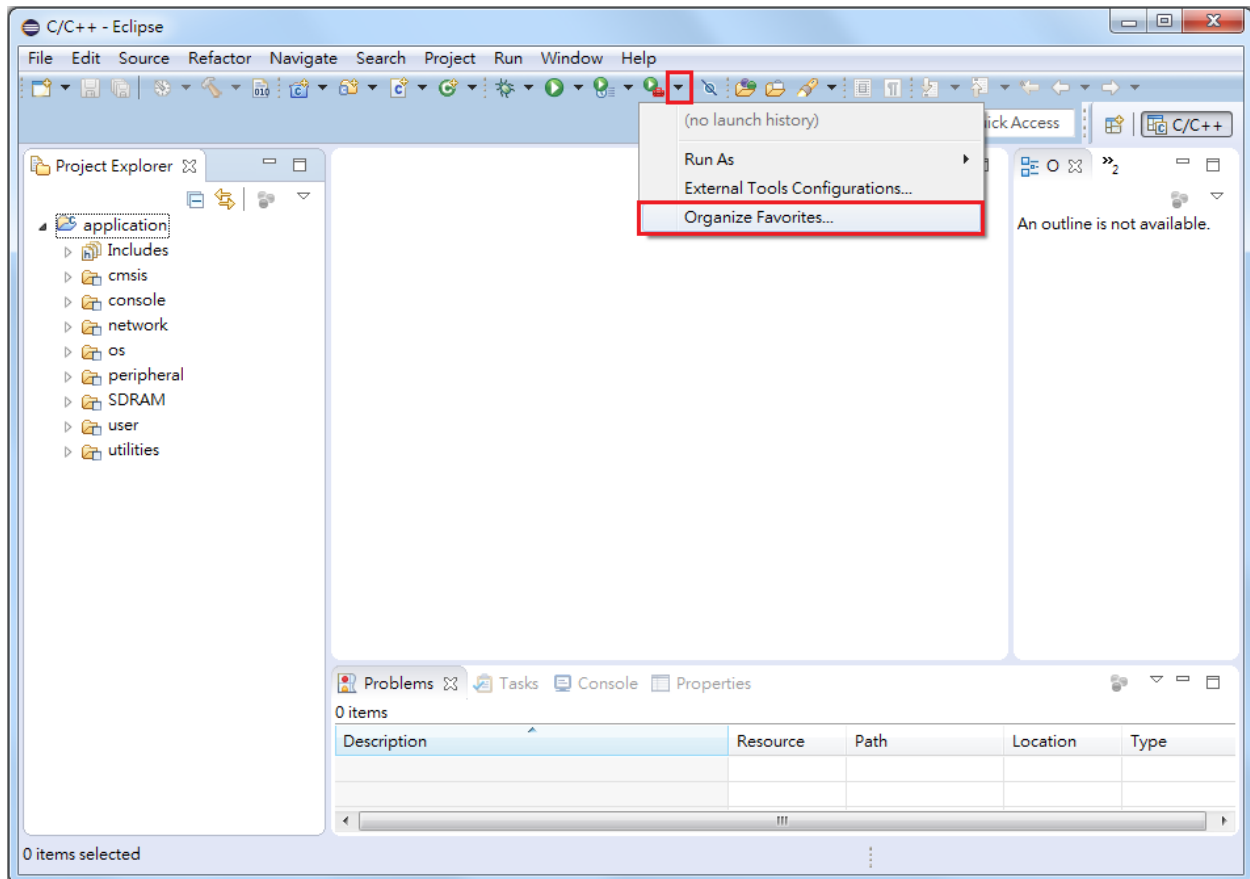 C/C++ - Eclipse
File Edit Source Refactor Navigate Search Project Run Window Help
(no launch history)
Run As
External Tools Configurations...
Organize Favorites...
Access
C/C++
Project Explorer
application
Includes
cmsis
console
network
os
peripheral
SDRAM
user
utilities
O
2
An outline is not available.
Problems Tasks Console Properties
0 items
Description Resource Path Location Type
0 items selected